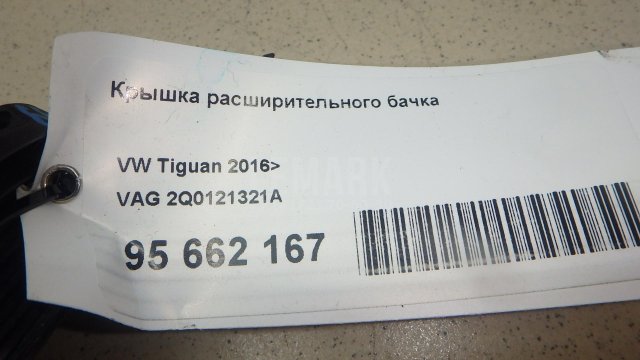 Крышка расширительного бачка
VW Tiguan 2016>
VAG 2Q0121321A
95 662 167